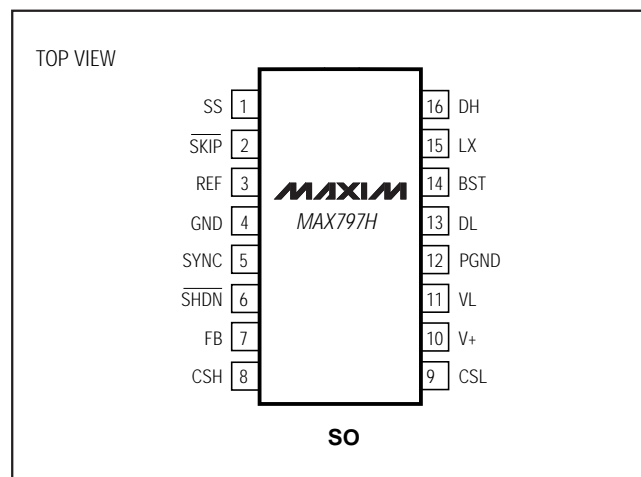 TOP VIEW
SS 1
SKIP 2
REF 3
GND 4
SYNC 5
SHDN 6
FB 7
CSH 8
MAXIM
MAX797H
16 DH
15 LX
14 BST
13 DL
12 PGND
11 VL
10 V+
9 CSL
SO